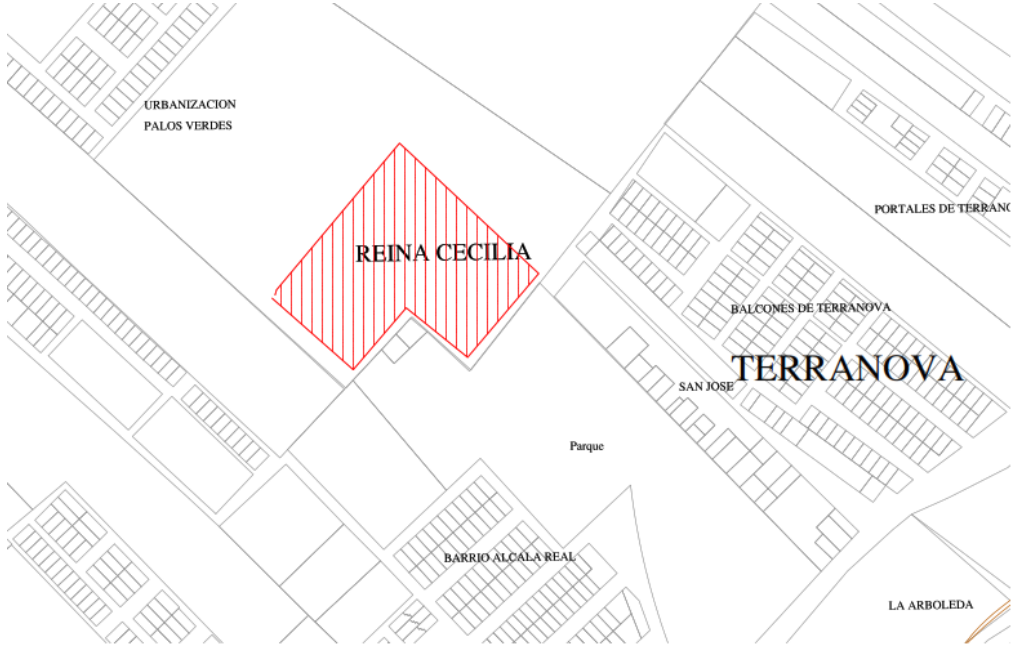 URBANIZACION
PALOS VERDES
PORTALES DE TERRANO
REINA CECILIA
BALCONES DE TERRANOVA
TERRANOVA
SAN JOSE
Parque
BARRIO ALCALA REAL
LA ARBOLEDA